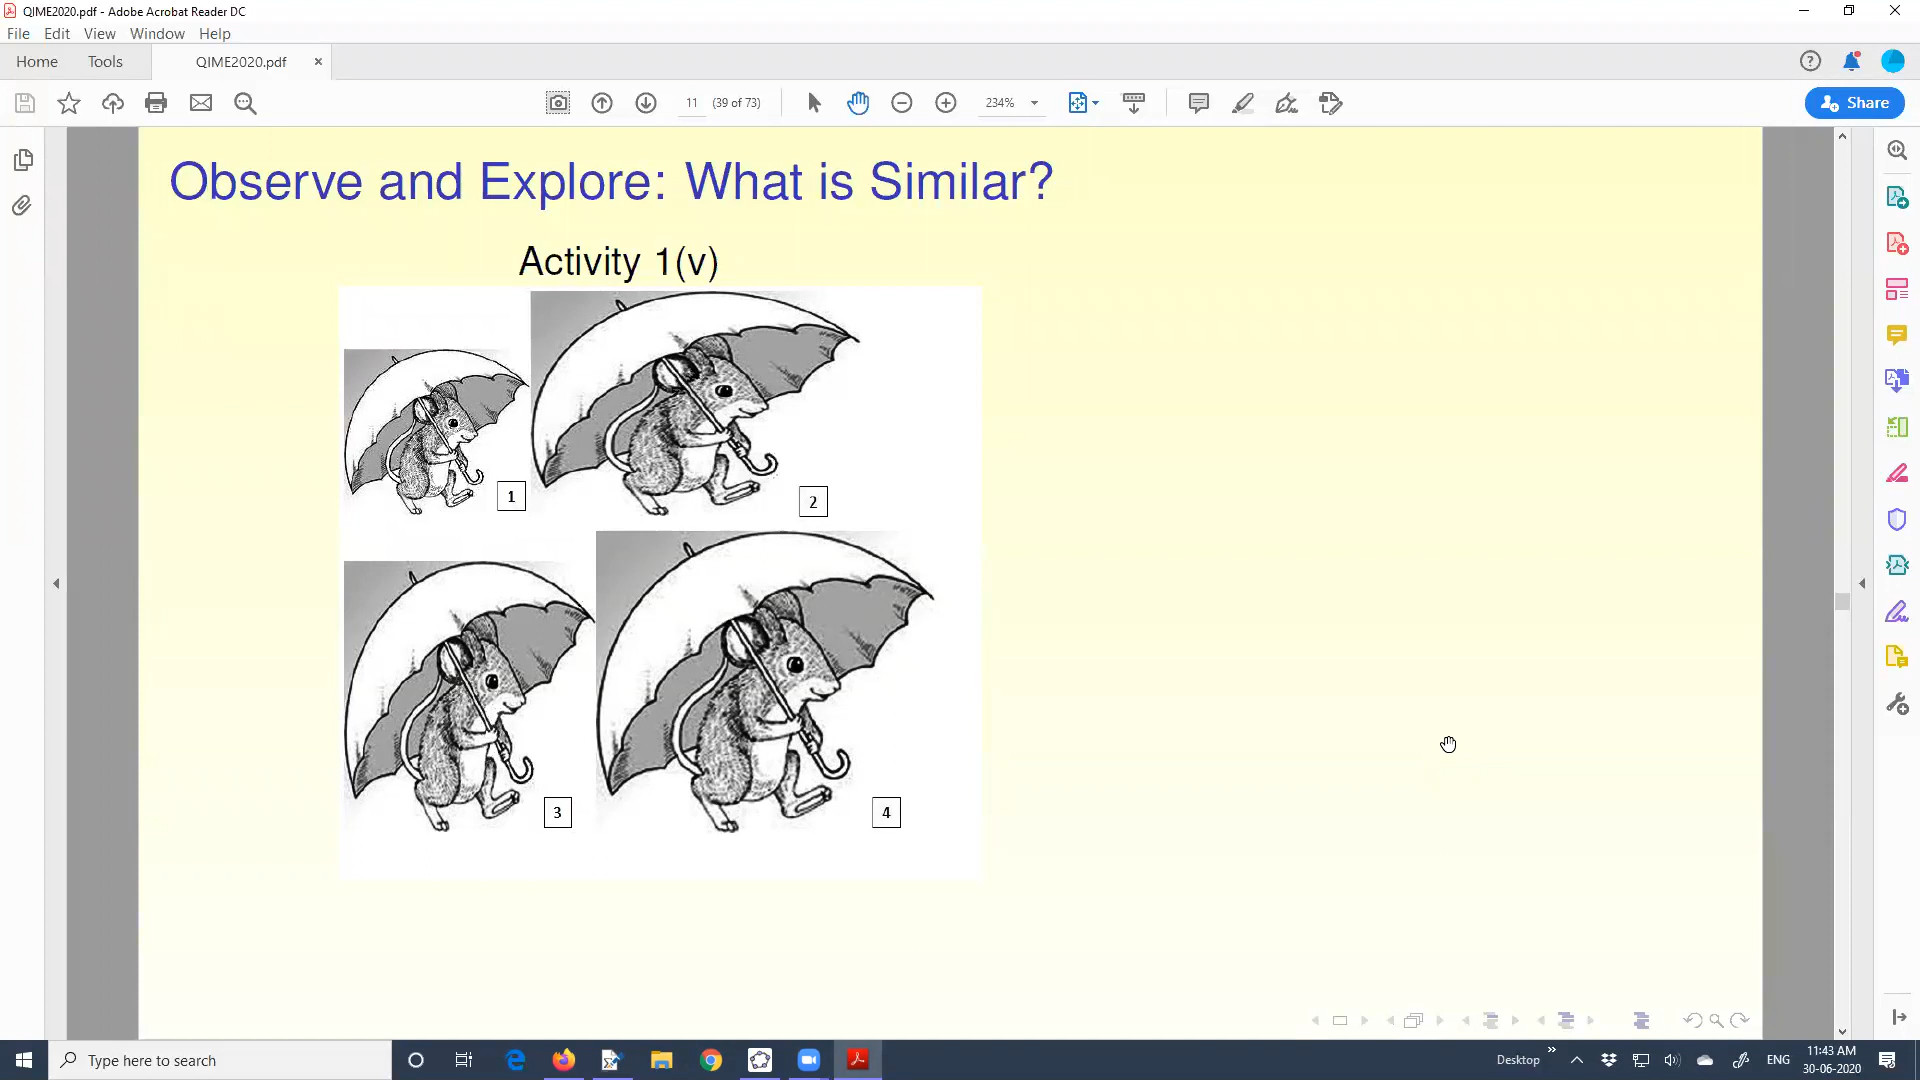 QIME2020.pdf - Adobe Acrobat Reader DC
File Edit View Window Help
Home Tools QIME2020.pdf
11 (39 of 73) 234% Share
Observe and Explore: What is Similar?
Activity 1(v)
1
2
3
4
Type here to search
Desktop ENG 11:43 AM
30-06-2020